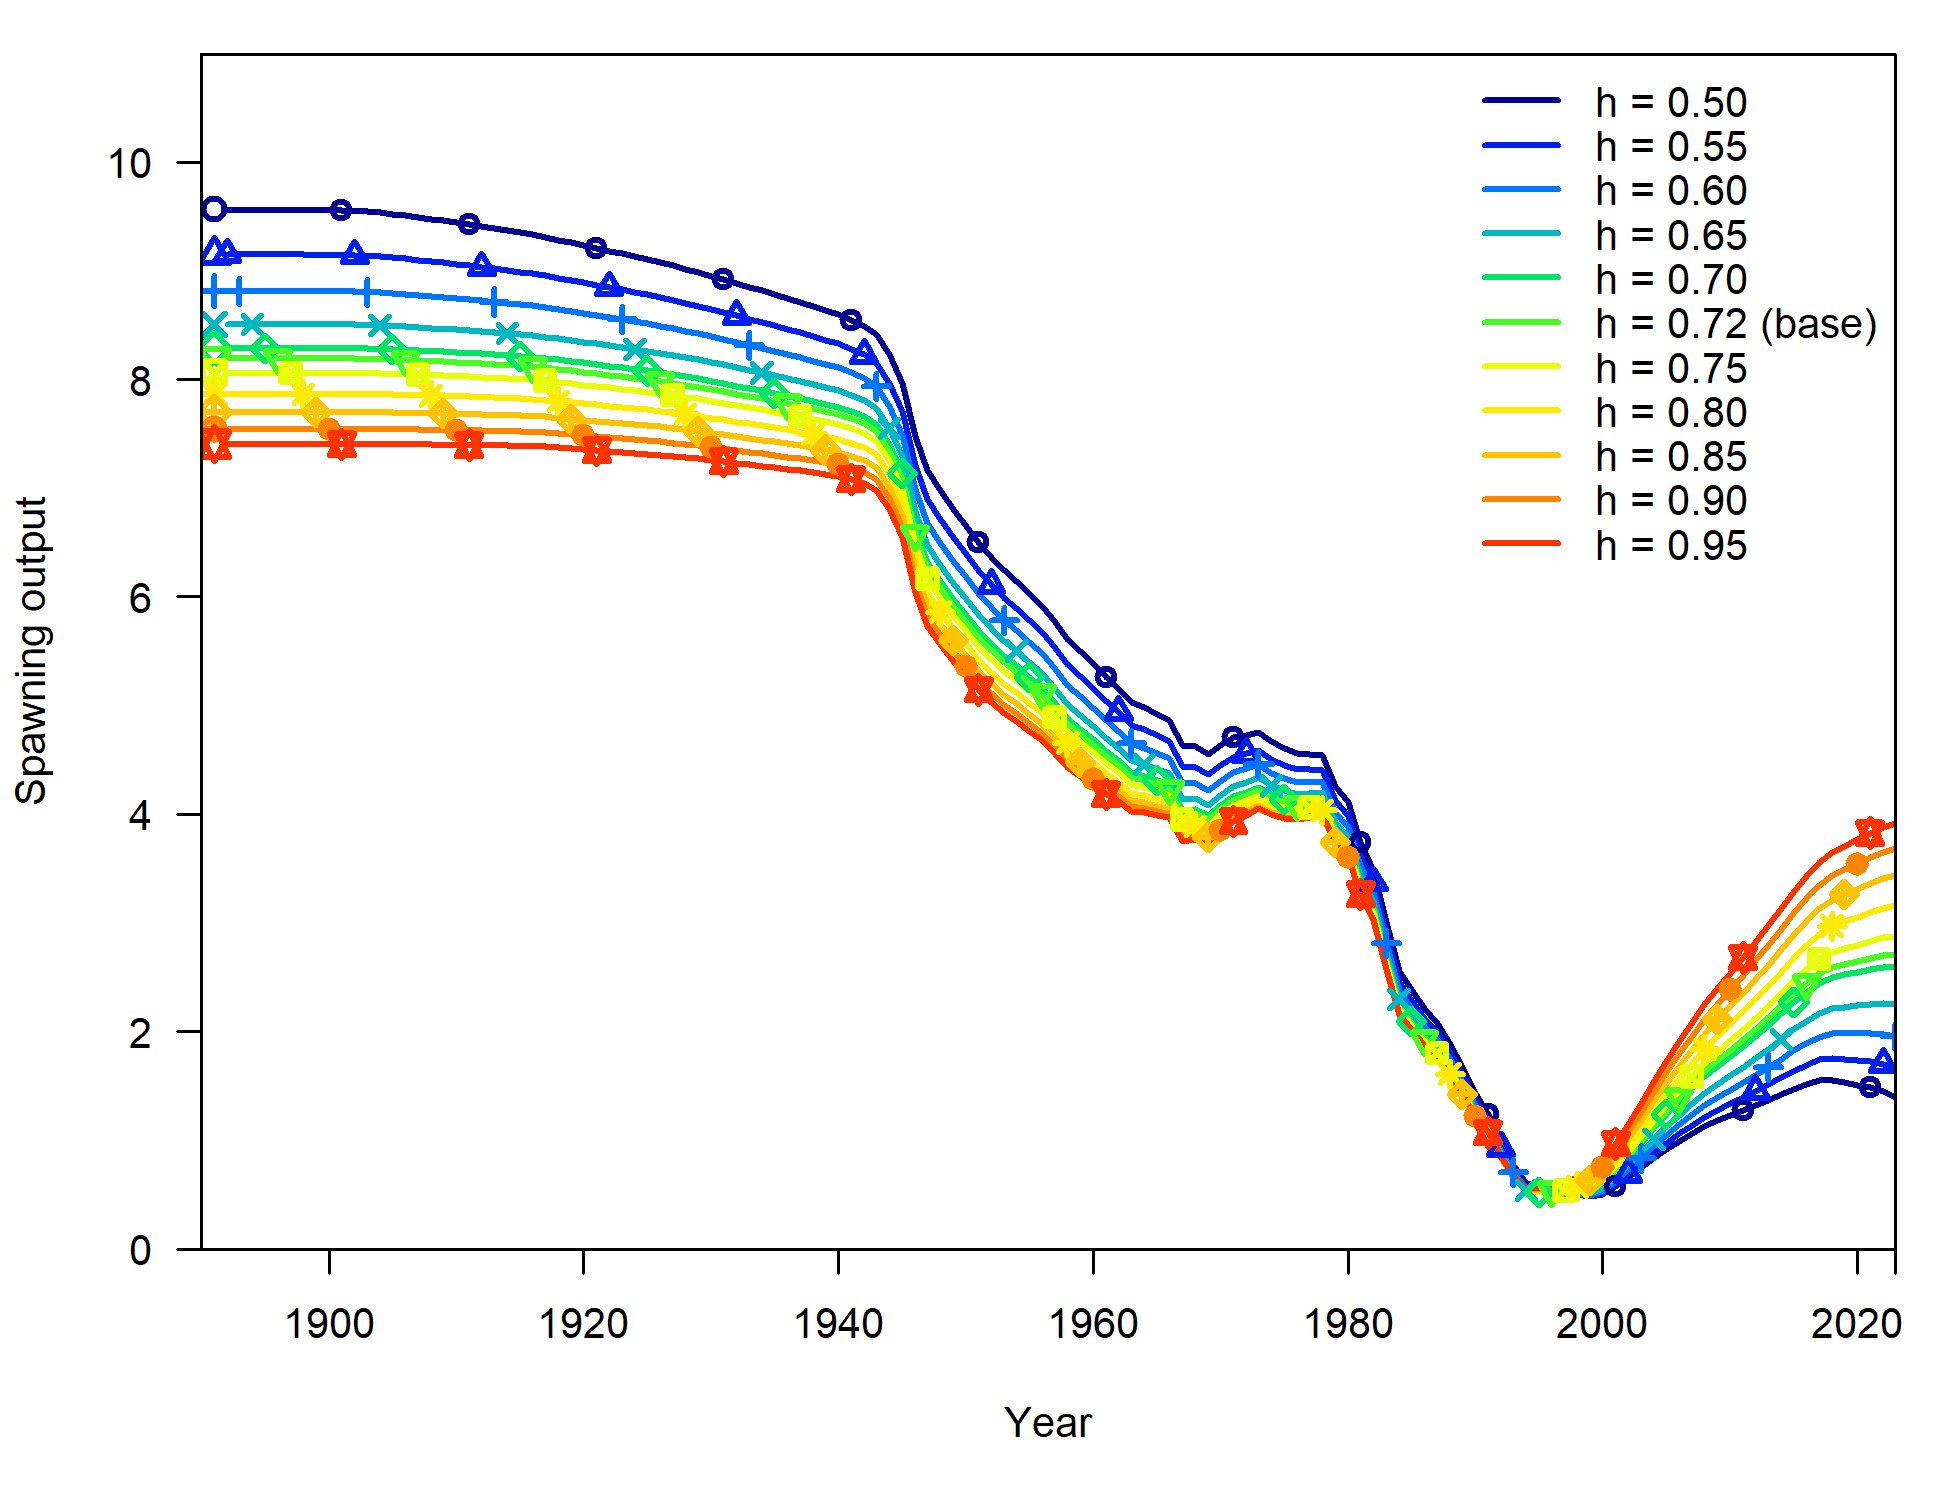 h = 0.50
h = 0.55
h = 0.60
h = 0.65
h = 0.70
h = 0.72 (base)
h = 0.75
h = 0.80
h = 0.85
h = 0.90
h = 0.95
Spawning output
10
8
6
4
2
0
1900 1920 1940 1960 1980 2000 2020
Year